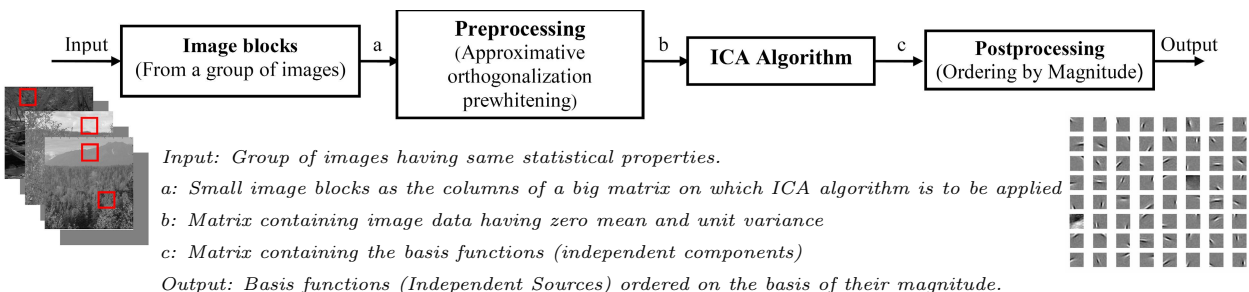 Input
Image blocks
(From a group of images)
a
Preprocessing
(Approximative
orthogonalization
prewhitening)
b
ICA Algorithm
c
Postprocessing
(Ordering by Magnitude)
Output
Input: Group of images having same statistical properties.
a: Small image blocks as the columns of a big matrix on which ICA algorithm is to be applied
b: Matrix containing image data having zero mean and unit variance
c: Matrix containing the basis functions (independent components)
Output: Basis functions (Independent Sources) ordered on the basis of their magnitude.